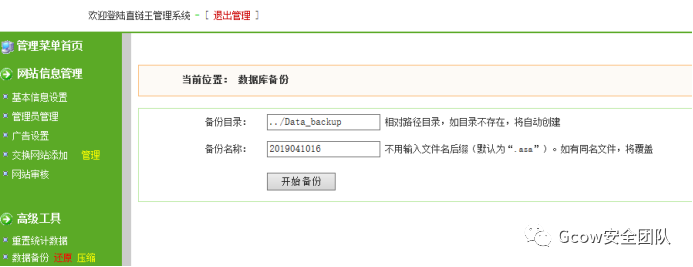 欢迎登陆直链王管理系统 - [ 退出管理 ]
管理菜单首页
网站信息管理
基本信息设置
管理员管理
广告设置
交换网站添加 管理
网站审核
高级工具
重置统计数据
数据备份 还原 压缩
当前位置: 数据库备份
备份目录: ../Data_backup 相对路径目录,如目录不存在,将自动创建
备份名称: 2019041016 不用输入文件名后缀(默认为“.asa”)。如有同名文件,将覆盖
开始备份
Gcow安全团队